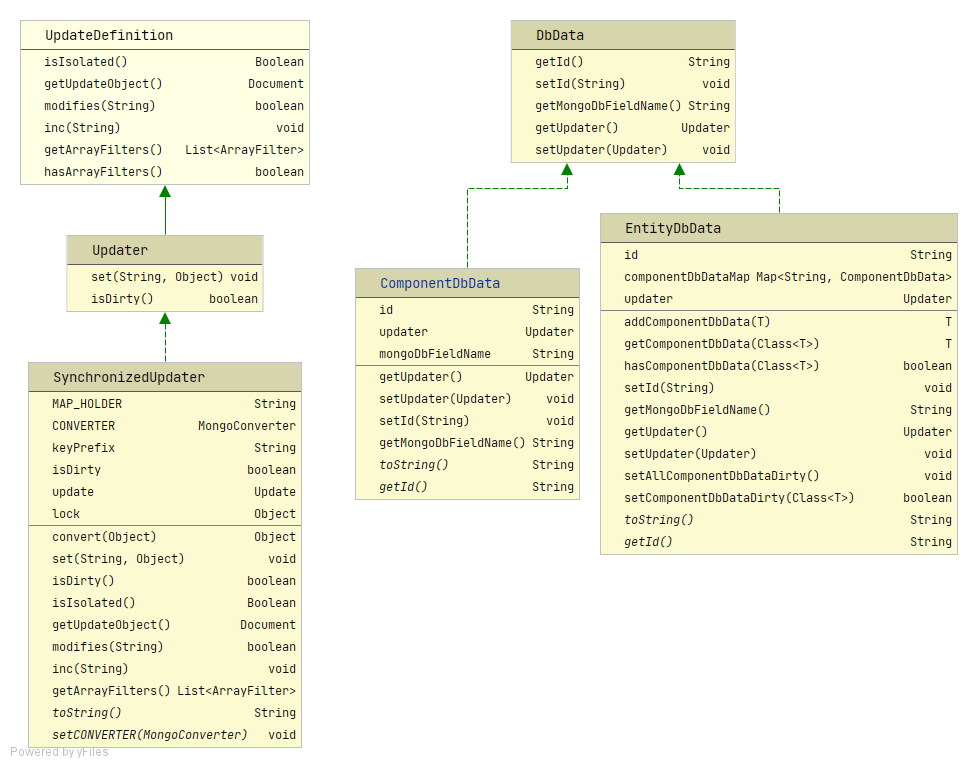 UpdateDefinition
isIsolated() Boolean
getUpdateObject() Document
modifies(String) boolean
inc(String) void
getArrayFilters() List<ArrayFilter>
hasArrayFilters() boolean
Updater
set(String, Object) void
isDirty() boolean
SynchronizedUpdater
MAP_HOLDER String
CONVERTER MongoConverter
keyPrefix String
isDirty boolean
update Update
lock Object
convert(Object) Object
set(String, Object) void
isDirty() boolean
isIsolated() Boolean
getUpdateObject() Document
modifies(String) boolean
inc(String) void
getArrayFilters() List<ArrayFilter>
toString() String
setCONVERTER(MongoConverter) void
DbData
getId() String
setId(String) void
getMongoDbFieldName() String
getUpdater() Updater
setUpdater(Updater) void
ComponentDbData
id String
updater Updater
mongoDbFieldName String
getUpdater() Updater
setUpdater(Updater) void
setId(String) void
getMongoDbFieldName() String
toString() String
getId() String
EntityDbData
id String
componentDbDataMap Map<String, ComponentDbData>
updater Updater
addComponentDbData(T) T
getComponentDbData(Class<T>) T
hasComponentDbData(Class<T>) boolean
setId(String) void
getMongoDbFieldName() String
getUpdater() Updater
setUpdater(Updater) void
setAllComponentDbDataDirty() void
setComponentDbDataDirty(Class<T>) boolean
toString() String
getId() String
Powered by yFiles